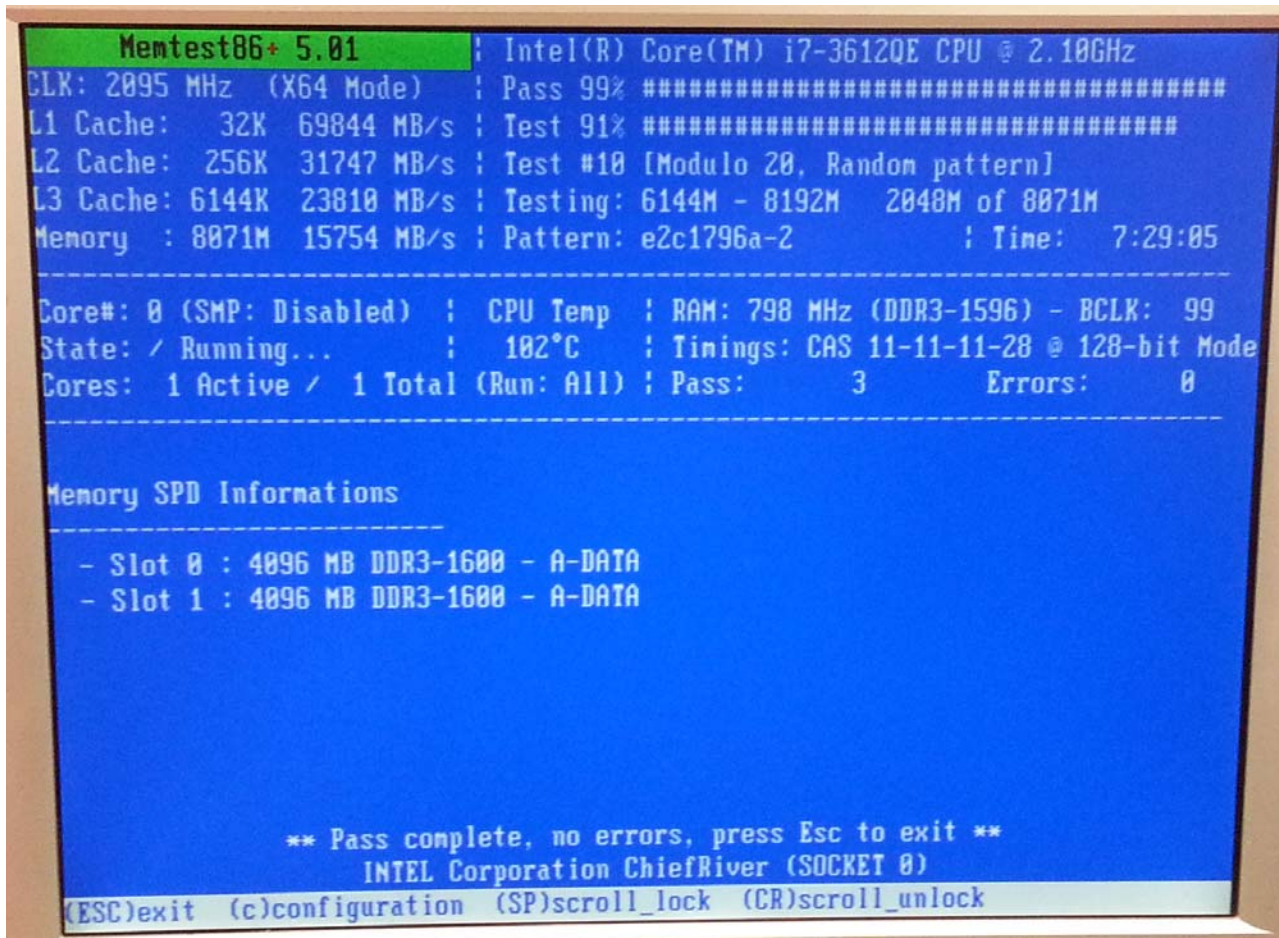 Memtest86+ 5.01 ¦ Intel(R) Core(TM) i7-3612QE CPU @ 2.10GHz
CLK: 2095 MHz (X64 Mode) ¦ Pass 99% ######################################
L1 Cache: 32K 69844 MB/s ¦ Test 91% ###################################
L2 Cache: 256K 31747 MB/s ¦ Test #10 [Modulo 20, Random pattern]
L3 Cache: 6144K 23810 MB/s ¦ Testing: 6144M - 8192M 2048M of 8071M
Memory : 8071M 15754 MB/s ¦ Pattern: e2c1796a-2 ¦ Time: 7:29:05
------------------------------------------------------------------------------
Core#: 0 (SMP: Disabled) ¦ CPU Temp ¦ RAM: 798 MHz (DDR3-1596) - BCLK: 99
State: / Running... ¦ 102°C ¦ Timings: CAS 11-11-11-28 @ 128-bit Mode
Cores: 1 Active / 1 Total (Run: All) ¦ Pass: 3 Errors: 0
------------------------------------------------------------------------------
Memory SPD Informations
--------------------------
- Slot 0 : 4096 MB DDR3-1600 - A-DATA
- Slot 1 : 4096 MB DDR3-1600 - A-DATA
** Pass complete, no errors, press Esc to exit **
INTEL Corporation ChiefRiver (SOCKET 0)
(ESC)exit (c)configuration (SP)scroll_lock (CR)scroll_unlock